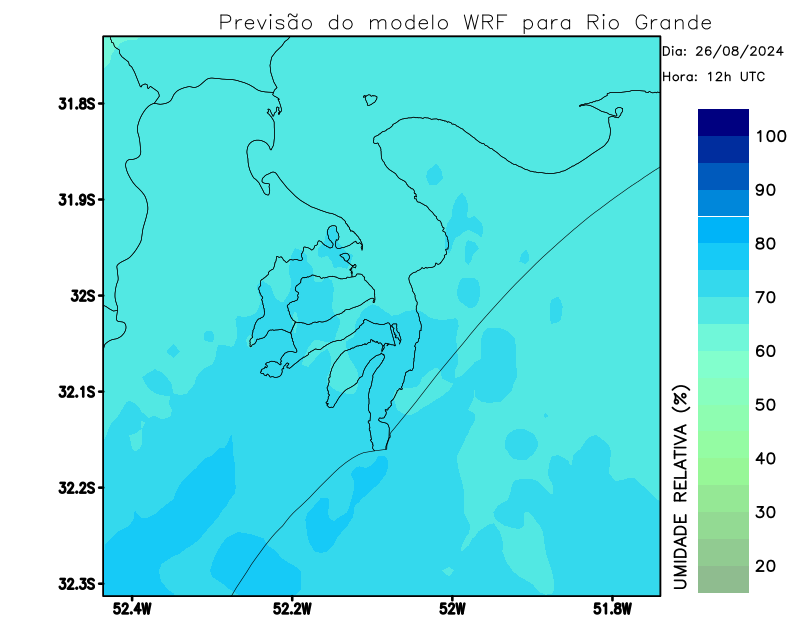 Previsão do modelo WRF para Rio Grande
Dia: 26/08/2024
Hora: 12h UTC
31.8S
31.9S
32S
32.1S
32.2S
32.3S
52.4W
52.2W
52W
51.8W
100
90
80
70
60
50
40
30
20
UMIDADE RELATIVA (%)